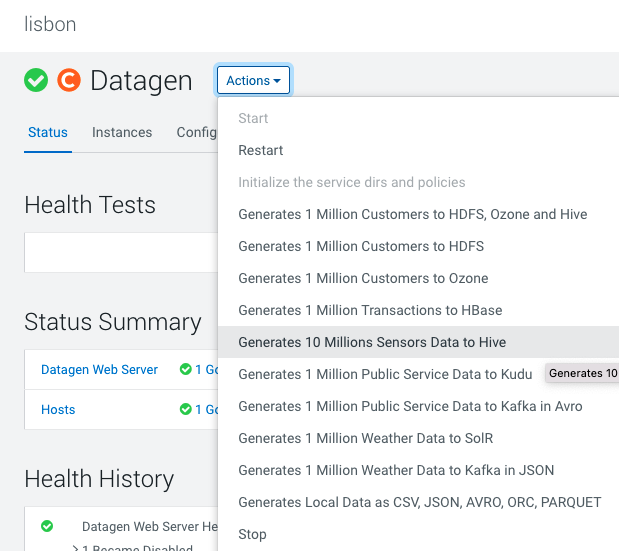 lisbon
Datagen
Actions
Status Instances Config
Start
Restart
Initialize the service dirs and policies
Generates 1 Million Customers to HDFS, Ozone and Hive
Generates 1 Million Customers to HDFS
Generates 1 Million Customers to Ozone
Generates 1 Million Transactions to HBase
Generates 10 Millions Sensors Data to Hive
Generates 1 Million Public Service Data to Kudu
Generates 10
Generates 1 Million Public Service Data to Kafka in Avro
Generates 1 Million Weather Data to SolR
Generates 1 Million Weather Data to Kafka in JSON
Generates Local Data as CSV, JSON, AVRO, ORC, PARQUET
Stop
Health Tests
Status Summary
Datagen Web Server 1 Go
Hosts 1 Go
Health History
Datagen Web Server He
1 Became Disabled